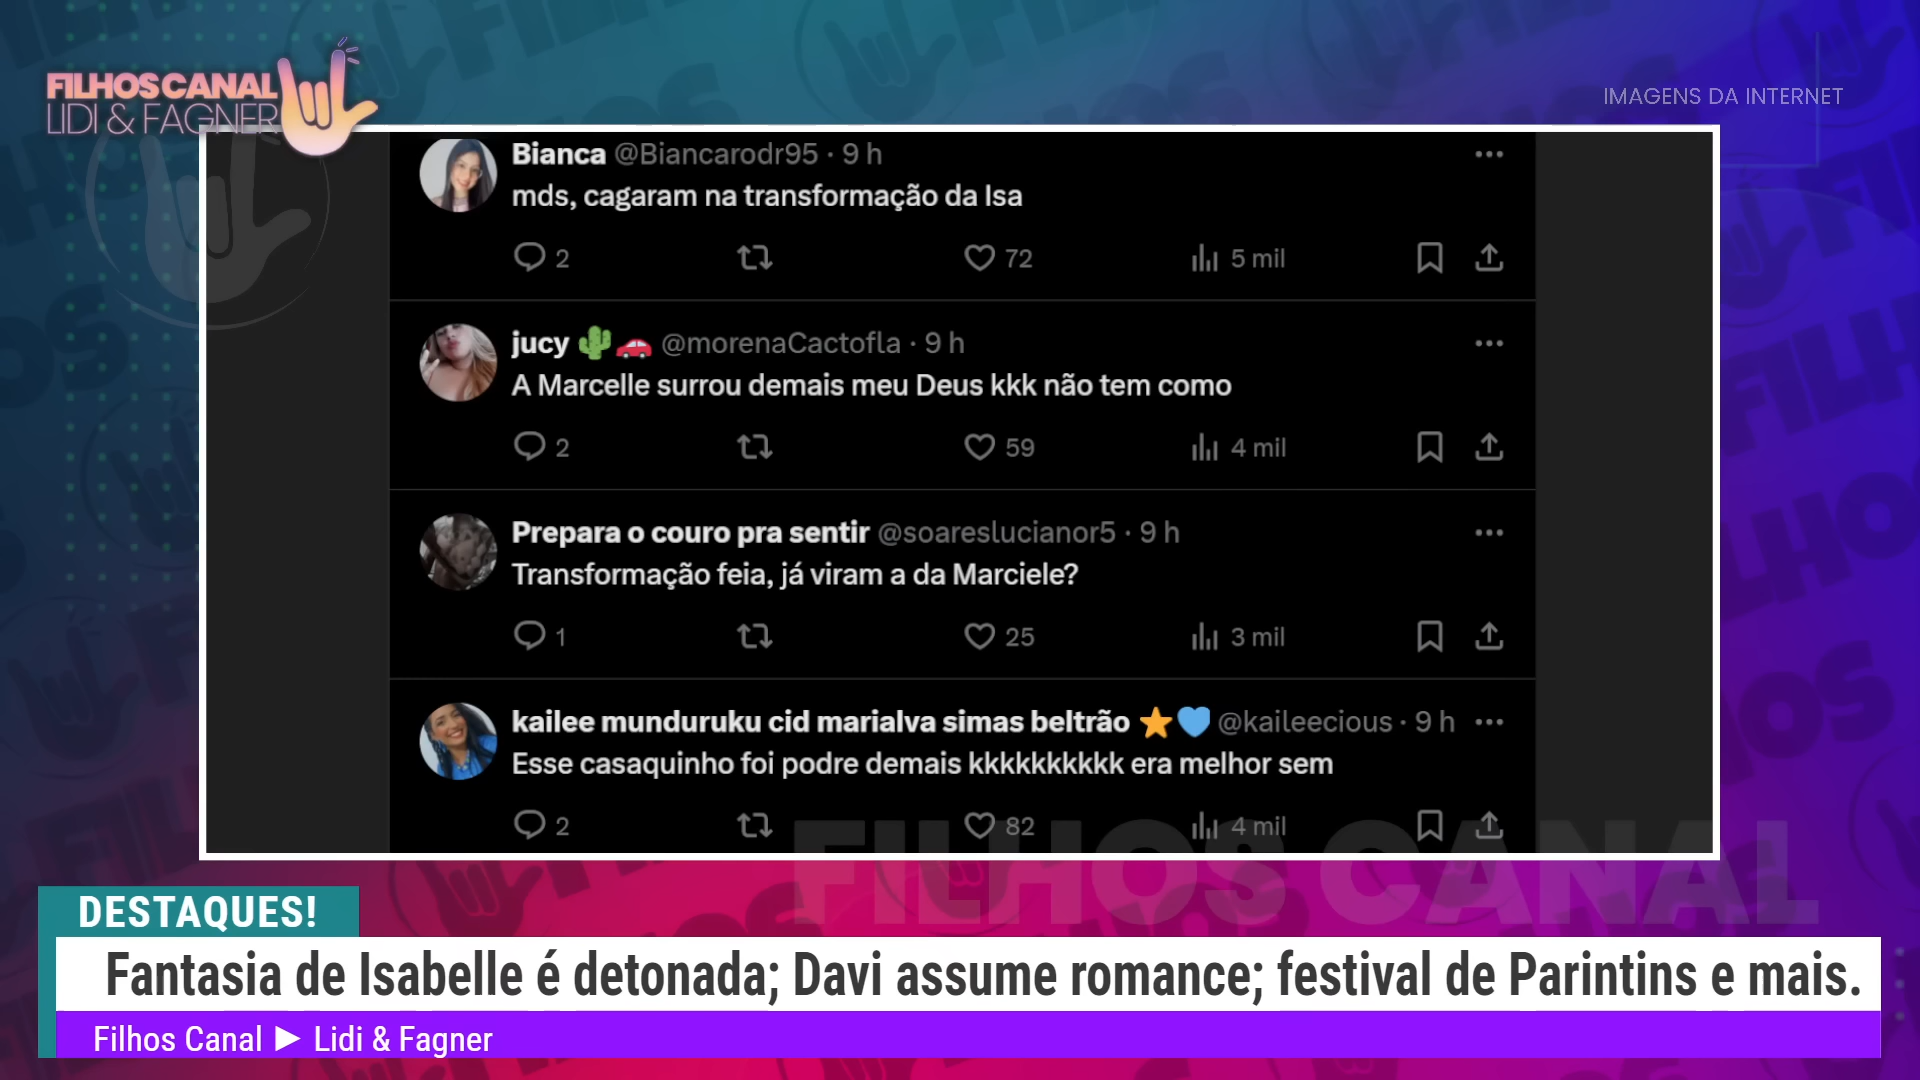 FILHOS CANAL
LIDI & FAGNER
IMAGENS DA INTERNET
Bianca @Biancarodr95 · 9 h
mds, cagaram na transformação da Isa
2 72 5 mil
jucy 🌵🚗 @morenaCactofla · 9 h
A Marcelle surrou demais meu Deus kkk não tem como
2 59 4 mil
Prepara o couro pra sentir @soareslucianor5 · 9 h
Transformação feia, já viram a da Marciele?
1 25 3 mil
kailee munduruku cid marialva simas beltrão ⭐💙 @kaileecious · 9 h
Esse casaquinho foi podre demais kkkkkkkkkk era melhor sem
2 82 4 mil
FILHOS CANAL
DESTAQUES!
Fantasia de Isabelle é detonada; Davi assume romance; festival de Parintins e mais.
Filhos Canal ▶ Lidi & Fagner